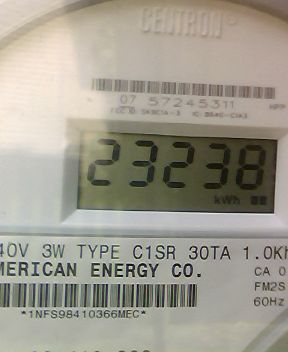 CENTRON
07 57245311
23238
kWh
40V 3W TYPE C1SR 30TA 1.0Kh
MERICAN ENERGY CO.
CA 0
FM2S
60Hz
*1NFS98410366MEC*